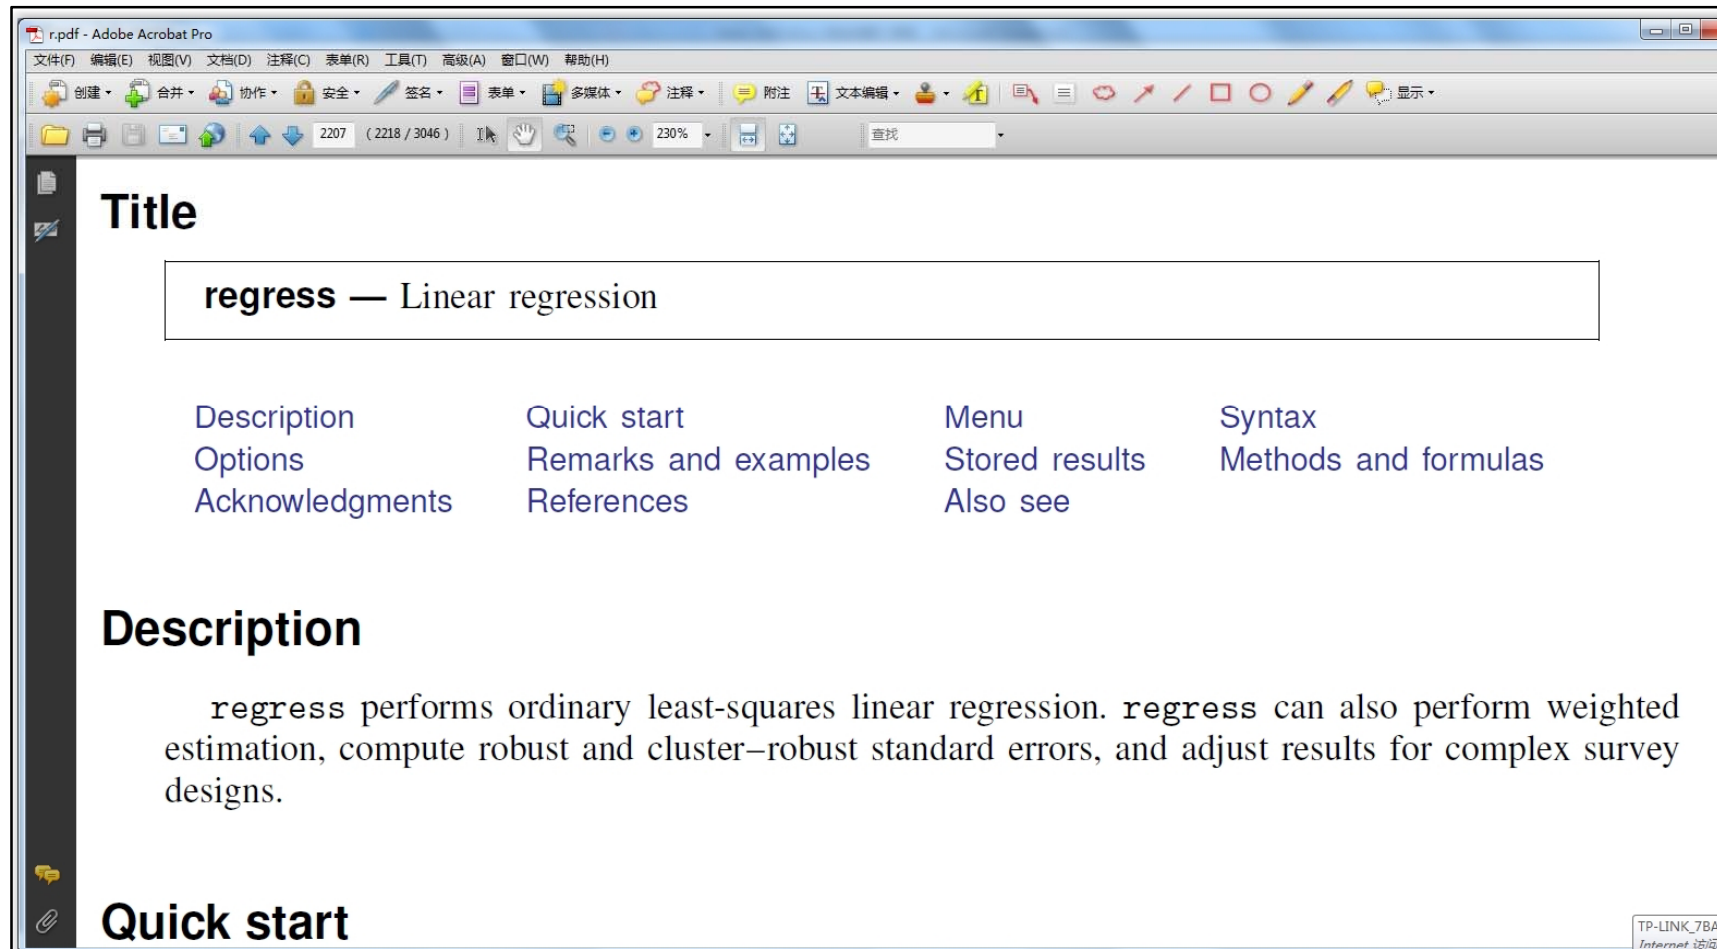 r.pdf - Adobe Acrobat Pro
文件(F) 编辑(E) 视图(V) 文档(D) 注释(C) 表单(R) 工具(T) 高级(A) 窗口(W) 帮助(H)
创建 合并 协作 安全 签名 表单 多媒体 注释 附注 文本编辑 显示
2207 (2218 / 3046) 230% 查找
Title
regress — Linear regression
Description Quick start Menu Syntax
Options Remarks and examples Stored results Methods and formulas
Acknowledgments References Also see
Description
regress performs ordinary least-squares linear regression. regress can also perform weighted
estimation, compute robust and cluster–robust standard errors, and adjust results for complex survey
designs.
Quick start
TP-LINK_7BA
Internet 访问